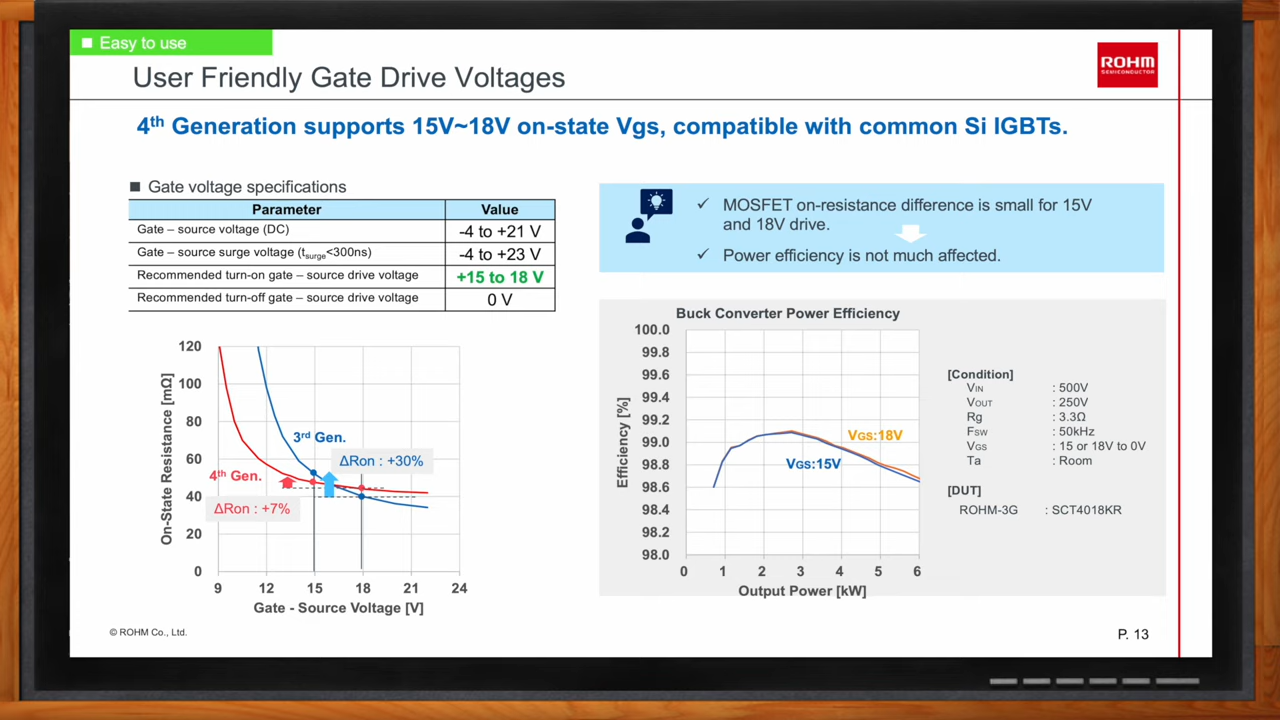 ■ Easy to use
User Friendly Gate Drive Voltages
ROHM
SEMICONDUCTOR
4th Generation supports 15V~18V on-state Vgs, compatible with common Si IGBTs.
■ Gate voltage specifications
Parameter Value
Gate – source voltage (DC) -4 to +21 V
Gate – source surge voltage (tsurge<300ns) -4 to +23 V
Recommended turn-on gate – source drive voltage +15 to 18 V
Recommended turn-off gate – source drive voltage 0 V
✓ MOSFET on-resistance difference is small for 15V
and 18V drive.
✓ Power efficiency is not much affected.
On-State Resistance [mΩ]
120
100
80
60
40
20
0
3rd Gen.
ΔRon : +30%
4th Gen.
ΔRon : +7%
9 12 15 18 21 24
Gate - Source Voltage [V]
Buck Converter Power Efficiency
Efficiency [%]
100.0
99.8
99.6
99.4
99.2
99.0
98.8
98.6
98.4
98.2
98.0
VGS:18V
VGS:15V
0 1 2 3 4 5 6
Output Power [kW]
[Condition]
VIN : 500V
VOUT : 250V
Rg : 3.3Ω
FSW : 50kHz
VGS : 15 or 18V to 0V
Ta : Room
[DUT]
ROHM-3G : SCT4018KR
© ROHM Co., Ltd.
P. 13